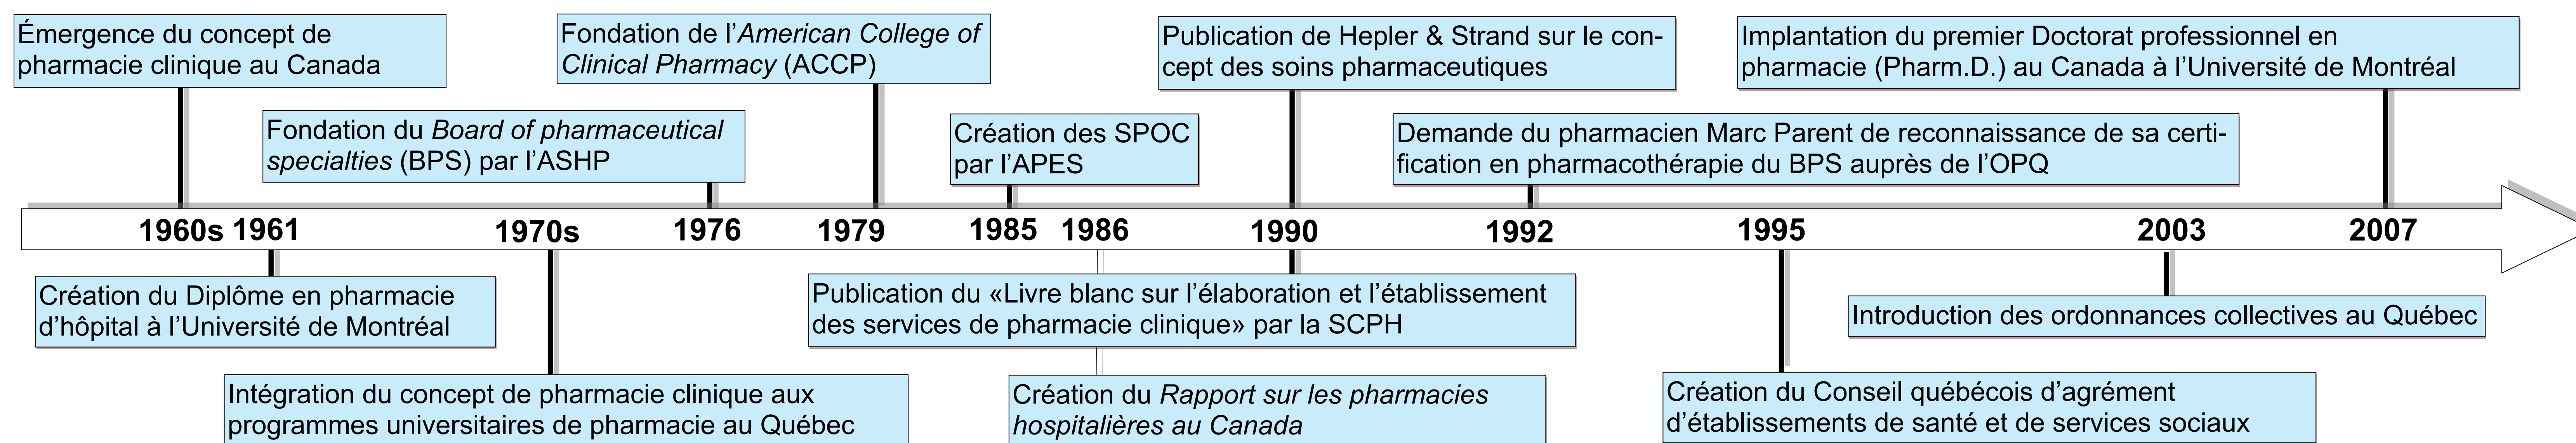 Émergence du concept de
pharmacie clinique au Canada
Fondation de l’American College of
Clinical Pharmacy (ACCP)
Publication de Hepler & Strand sur le con-
cept des soins pharmaceutiques
Implantation du premier Doctorat professionnel en
pharmacie (Pharm.D.) au Canada à l’Université de Montréal
Fondation du Board of pharmaceutical
specialties (BPS) par l’ASHP
Création des SPOC
par l’APES
Demande du pharmacien Marc Parent de reconnaissance de sa certi-
fication en pharmacothérapie du BPS auprès de l’OPQ
1960s 1961 1970s 1976 1979 1985 1986 1990 1992 1995 2003 2007
Création du Diplôme en pharmacie
d’hôpital à l’Université de Montréal
Publication du «Livre blanc sur l’élaboration et l’établissement
des services de pharmacie clinique» par la SCPH
Introduction des ordonnances collectives au Québec
Intégration du concept de pharmacie clinique aux
programmes universitaires de pharmacie au Québec
Création du Rapport sur les pharmacies
hospitalières au Canada
Création du Conseil québécois d’agrément
d’établissements de santé et de services sociaux